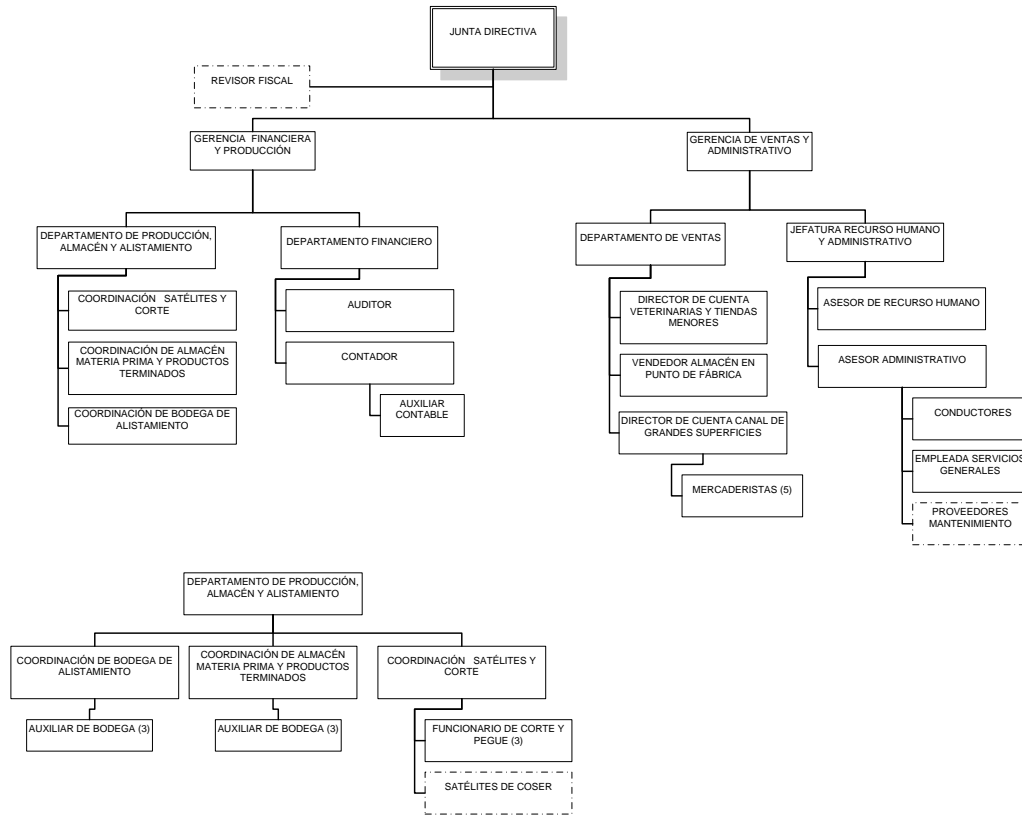 JUNTA DIRECTIVA
REVISOR FISCAL
GERENCIA FINANCIERA
Y PRODUCCIÓN
GERENCIA DE VENTAS Y
ADMINISTRATIVO
DEPARTAMENTO DE PRODUCCIÓN,
ALMACÉN Y ALISTAMIENTO
DEPARTAMENTO FINANCIERO
DEPARTAMENTO DE VENTAS
JEFATURA RECURSO HUMANO
Y ADMINISTRATIVO
COORDINACIÓN SATÉLITES Y
CORTE
COORDINACIÓN DE ALMACÉN
MATERIA PRIMA Y PRODUCTOS
TERMINADOS
COORDINACIÓN DE BODEGA DE
ALISTAMIENTO
AUDITOR
CONTADOR
AUXILIAR
CONTABLE
DIRECTOR DE CUENTA
VETERINARIAS Y TIENDAS
MENORES
VENDEDOR ALMACÉN EN
PUNTO DE FÁBRICA
DIRECTOR DE CUENTA CANAL DE
GRANDES SUPERFICIES
MERCADERISTAS (5)
ASESOR DE RECURSO HUMANO
ASESOR ADMINISTRATIVO
CONDUCTORES
EMPLEADA SERVICIOS
GENERALES
PROVEEDORES
MANTENIMIENTO
DEPARTAMENTO DE PRODUCCIÓN,
ALMACÉN Y ALISTAMIENTO
COORDINACIÓN DE BODEGA DE
ALISTAMIENTO
COORDINACIÓN DE ALMACÉN
MATERIA PRIMA Y PRODUCTOS
TERMINADOS
COORDINACIÓN SATÉLITES Y
CORTE
AUXILIAR DE BODEGA (3)
AUXILIAR DE BODEGA (3)
FUNCIONARIO DE CORTE Y
PEGUE (3)
SATÉLITES DE COSER